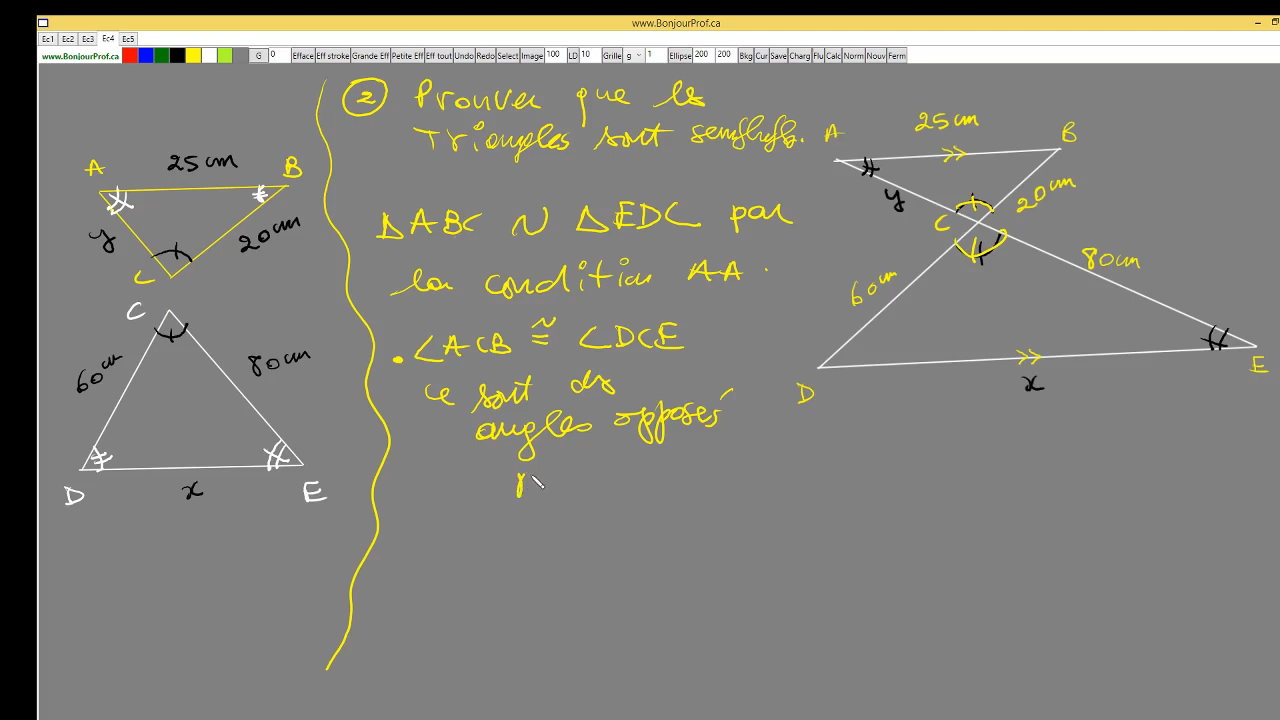 www.BonjourProf.ca
Ec1 Ec2 Ec3 Ec4 Ec5
www.BonjourProf.ca G 0 Efface Eff stroke Grande Eff Petite Eff Eff tout Undo Redo Select Image 100 LD 10 Grille g 1 Ellipse 200 200 Bkg Cur Save Charg Flu Calc Norm Nouv Ferm
A 25 cm B
y 20 cm
C
C
60 cm 80 cm
D x E
2 Prouver que les
Triangles sont
ΔABC ~ ΔEDC par
la condition AA.
• ∠ACB ≅ ∠DCE
ce sont des
angles opposés
A 25 cm B
y C 20 cm
60 cm 80 cm
D x E